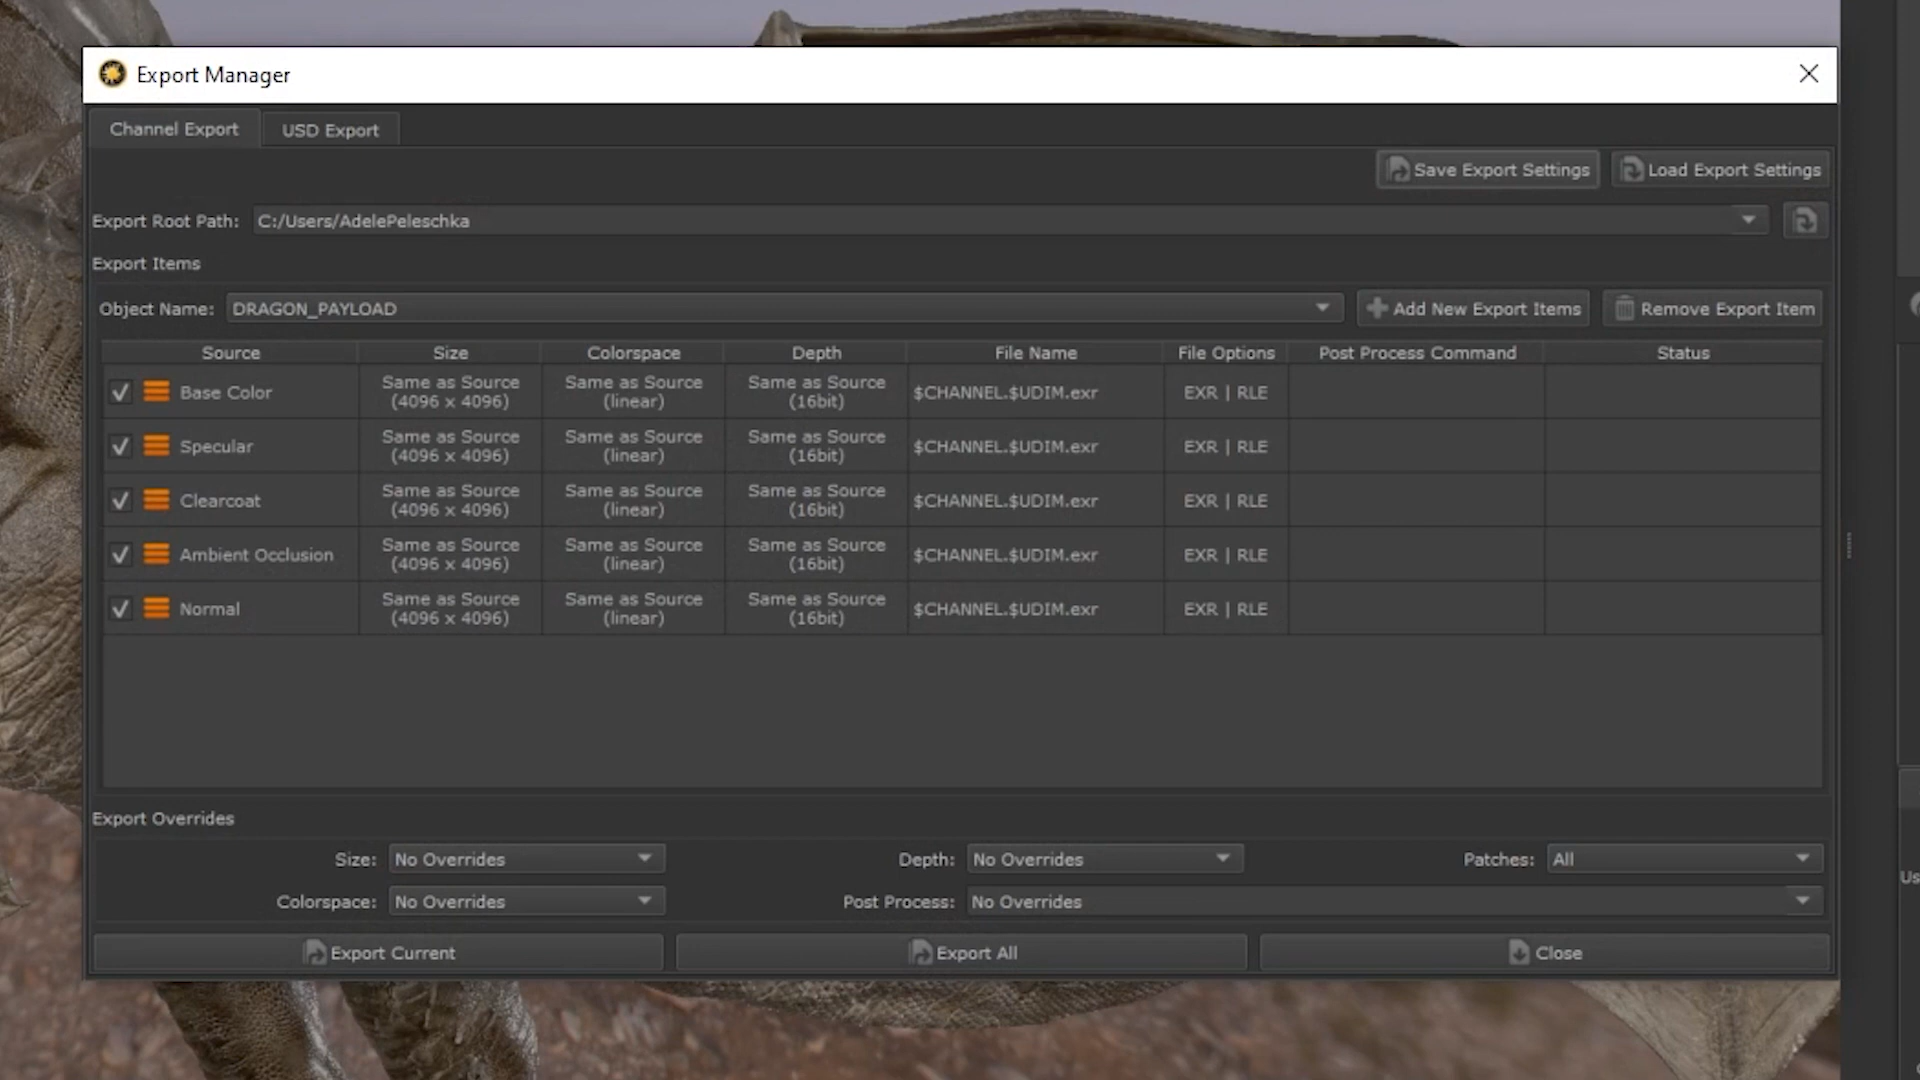 Export Manager
Channel Export
USD Export
Save Export Settings
Load Export Settings
Export Root Path: C:/Users/AdelePeleschka
Export Items
Object Name: DRAGON_PAYLOAD
Add New Export Items
Remove Export Item
Source Size Colorspace Depth File Name File Options Post Process Command Status
Base Color Same as Source (4096 x 4096) Same as Source (linear) Same as Source (16bit) $CHANNEL.$UDIM.exr EXR | RLE
Specular Same as Source (4096 x 4096) Same as Source (linear) Same as Source (16bit) $CHANNEL.$UDIM.exr EXR | RLE
Clearcoat Same as Source (4096 x 4096) Same as Source (linear) Same as Source (16bit) $CHANNEL.$UDIM.exr EXR | RLE
Ambient Occlusion Same as Source (4096 x 4096) Same as Source (linear) Same as Source (16bit) $CHANNEL.$UDIM.exr EXR | RLE
Normal Same as Source (4096 x 4096) Same as Source (linear) Same as Source (16bit) $CHANNEL.$UDIM.exr EXR | RLE
Export Overrides
Size: No Overrides Depth: No Overrides Patches: All
Colorspace: No Overrides Post Process: No Overrides
Export Current
Export All
Close